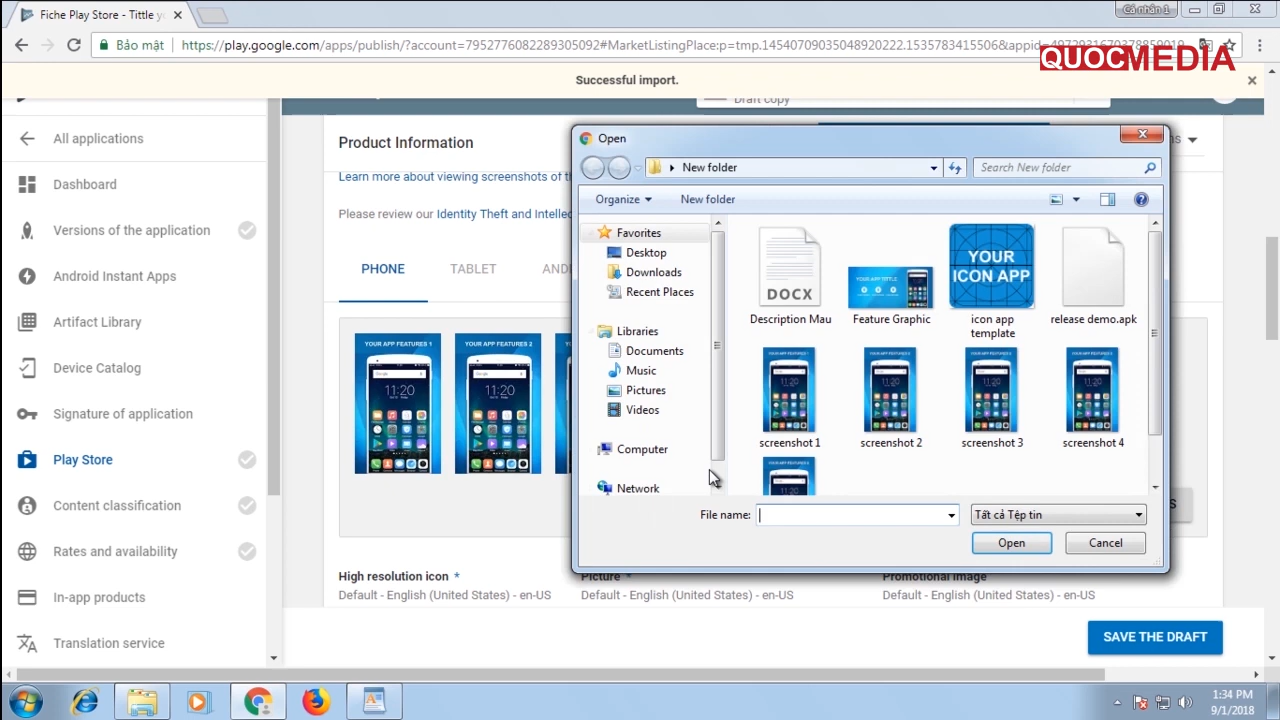 Fiche Play Store - Tittle y
Cá nhân 1
Bảo mật
https://play.google.com/apps/publish/?account=7952776082289305092#MarketListingPlace:p=tmp.14540709035048920222.1535783415506&appid=4972931670378859019
QUOCMEDIA
Successful import.
Draft copy
All applications
Dashboard
Versions of the application
Android Instant Apps
Artifact Library
Device Catalog
Signature of application
Play Store
Content classification
Rates and availability
In-app products
Translation service
Product Information
Learn more about viewing screenshots of t
Please review our Identity Theft and Intellec
PHONE
TABLET
AND
YOUR APP FEATURES 1
YOUR APP FEATURES 2
11:20
11:20
High resolution icon *
Default - English (United States) - en-US
Picture *
Default - English (United States) - en-US
Promotional image
Default - English (United States) - en-US
SAVE THE DRAFT
Open
New folder
Search New folder
Organize
New folder
Favorites
Desktop
Downloads
Recent Places
Libraries
Documents
Music
Pictures
Videos
Computer
Network
DOCX
Description Mau
YOUR APP TITTLE
Feature Graphic
YOUR
ICON APP
icon app
template
release demo.apk
screenshot 1
screenshot 2
screenshot 3
screenshot 4
File name:
Tất cả Tệp tin
Open
Cancel
1:34 PM
9/1/2018